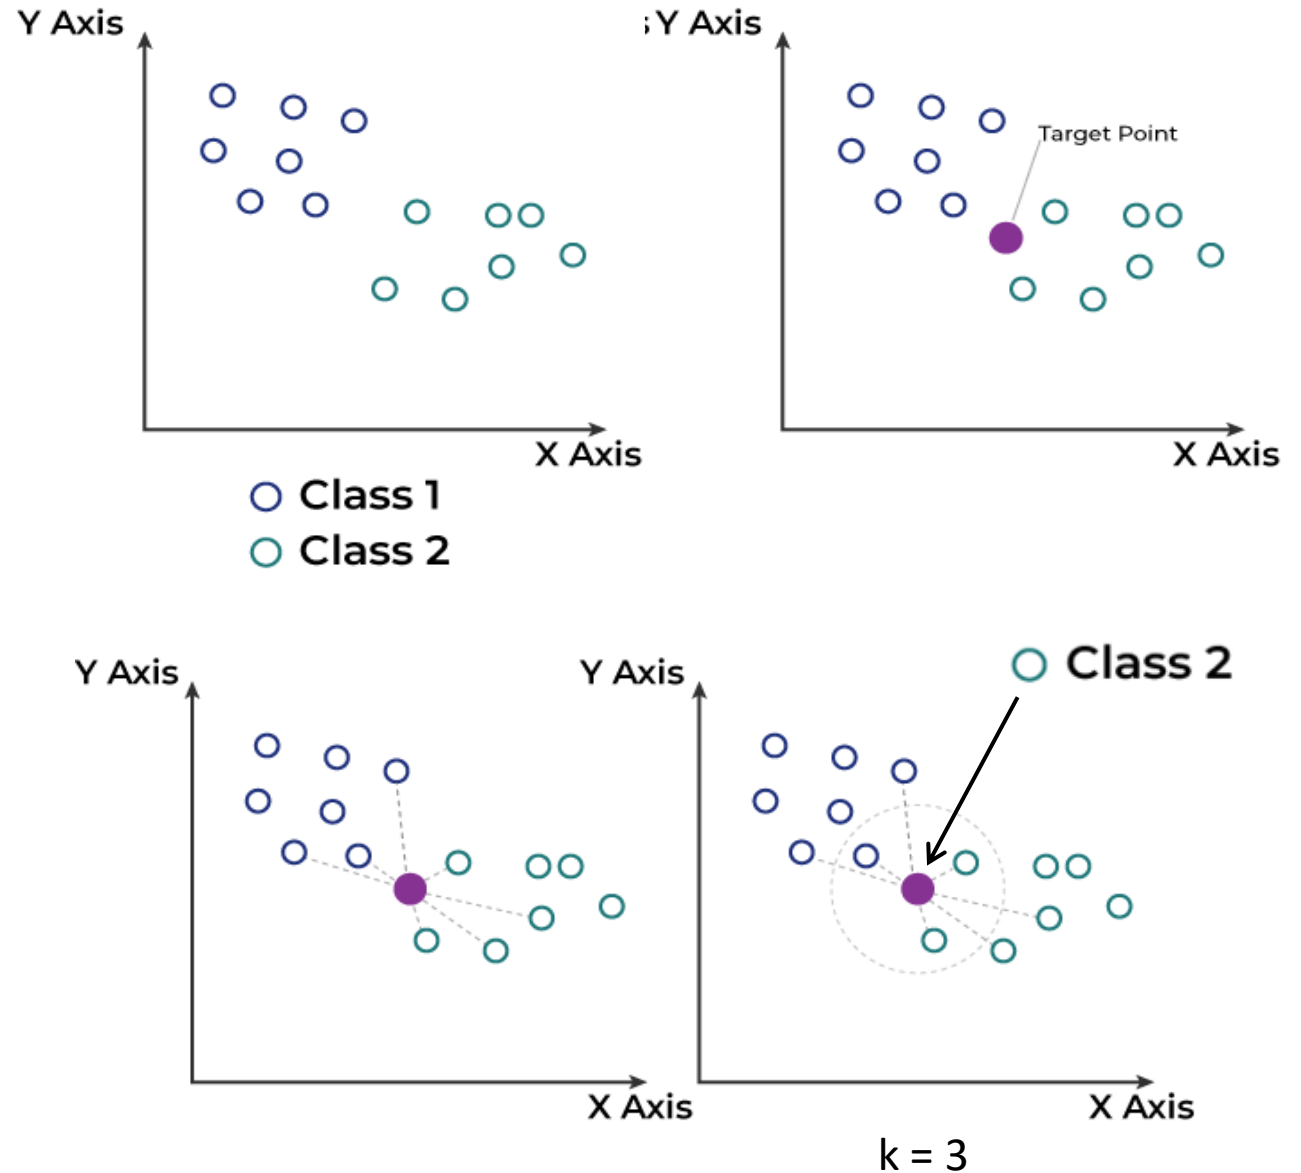 Y Axis
s Y Axis
Target Point
X Axis
X Axis
Class 1
Class 2
Class 2
Y Axis
Y Axis
X Axis
X Axis
k = 3